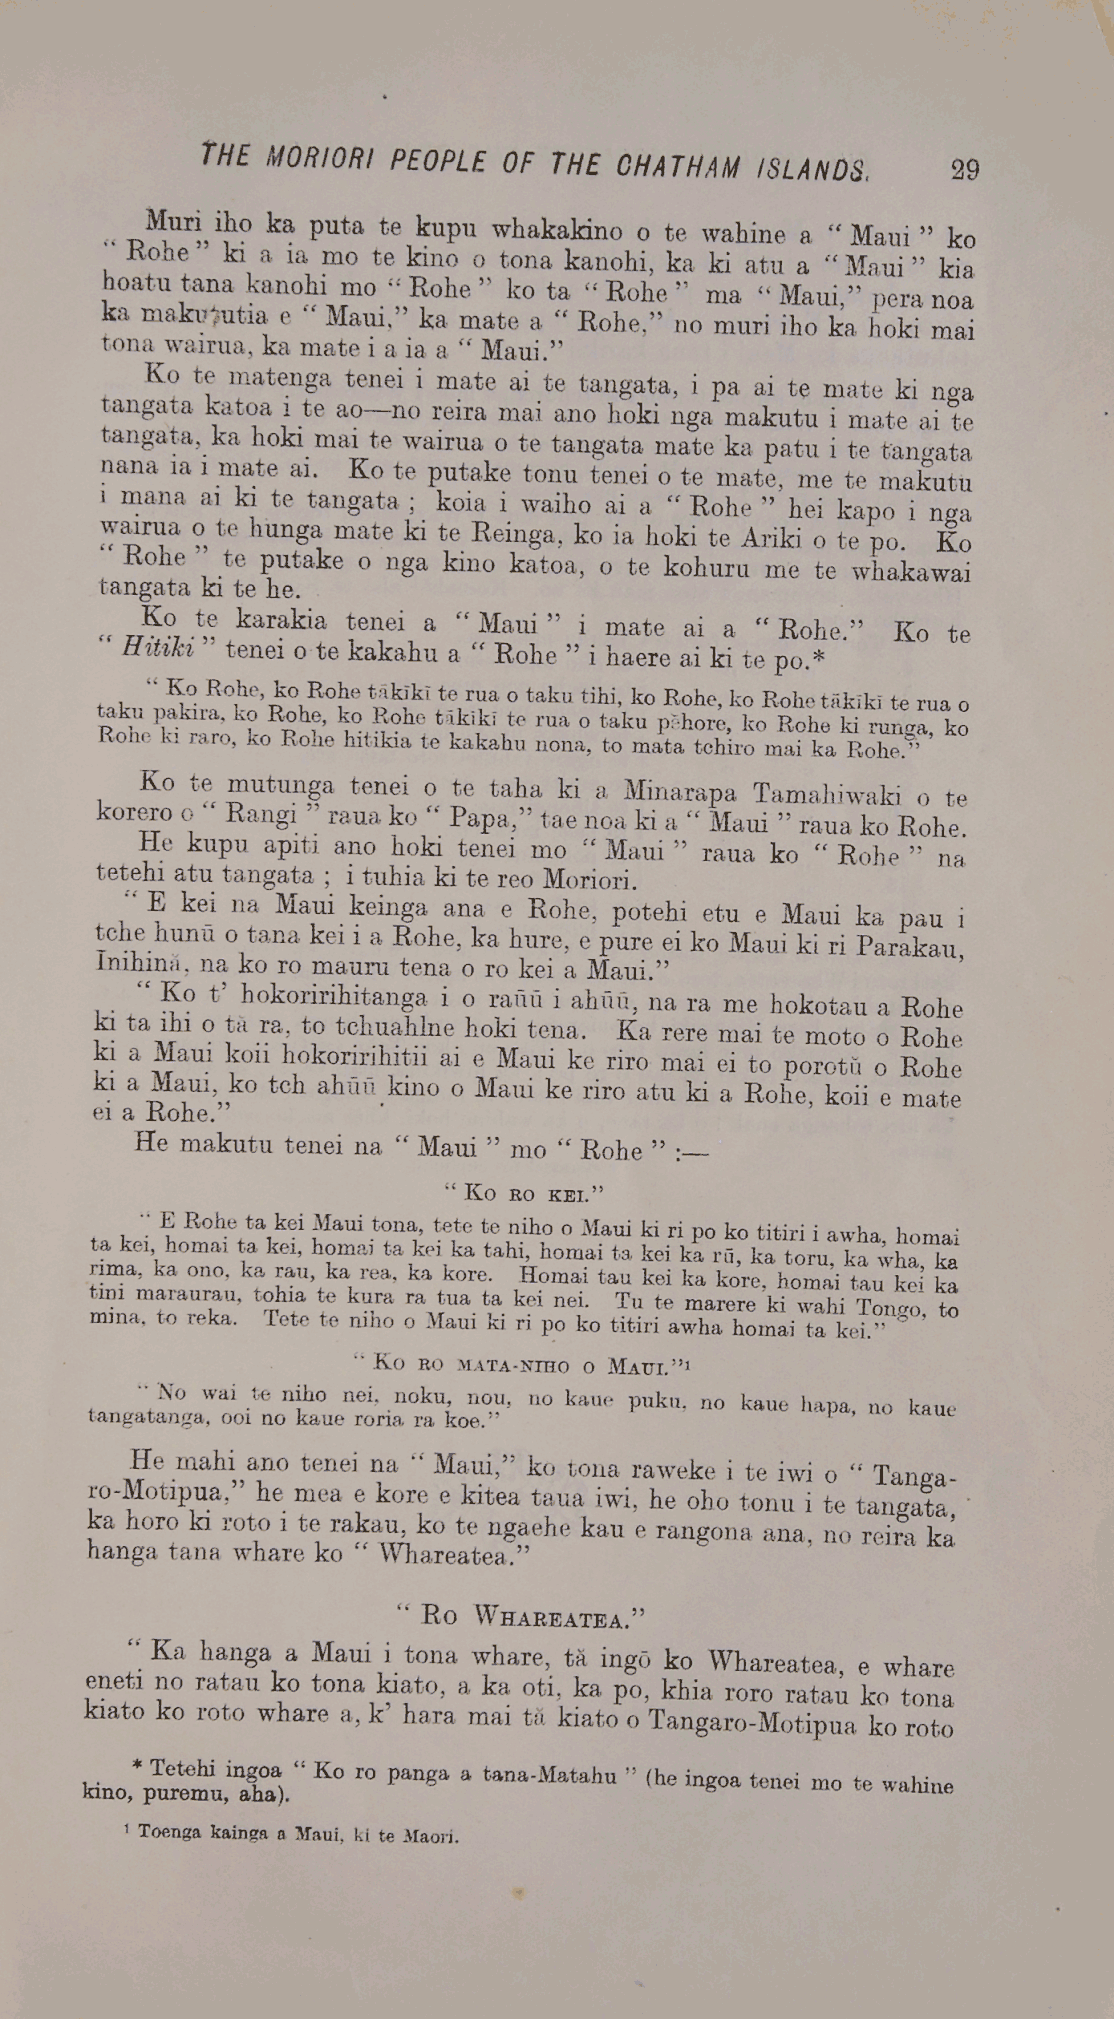 THE MORIORI PEOPLE OF THE CHATHAM ISLANDS. 29
Muri iho ka puta te kupu whakakino o te wahine a “ Maui ” ko
“ Rohe ” ki a ia mo te kino o tona kanohi, ka ki atu a “ Maui ” kia
hoatu tana kanohi mo “ Rohe ” ko ta “ Rohe ” ma “ Maui,” pera noa
ka makututia e “ Maui,” ka mate a “ Rohe,” no muri iho ka hoki mai
tona wairua, ka mate i a ia a “ Maui.”
Ko te matenga tenei i mate ai te tangata, i pa ai te mate ki nga
tangata katoa i te ao—no reira mai ano hoki nga makutu i mate ai te
tangata, ka hoki mai te wairua o te tangata mate ka patu i te tangata
nana ia i mate ai. Ko te putake tonu tenei o te mate, me te makutu
i mana ai ki te tangata ; koia i waiho ai a “ Rohe ” hei kapo i nga
wairua o te hunga mate ki te Reinga, ko ia hoki te Ariki o te po. Ko
“ Rohe ” te putake o nga kino katoa, o te kohuru me te whakawai
tangata ki te he.
Ko te karakia tenei a “ Maui ” i mate ai a “ Rohe.” Ko te
“ Hitiki ” tenei o te kakahu a “ Rohe ” i haere ai ki te po.*
“ Ko Rohe, ko Rohe tākīkī te rua o taku tihi, ko Rohe, ko Rohe tākīkī te rua o
taku pakira, ko Rohe, ko Rohe tākīkī te rua o taku pĕhore, ko Rohe ki runga, ko
Rohe ki raro, ko Rohe hitikia te kakahu nona, to mata tchiro mai ka Rohe.”
Ko te mutunga tenei o te taha ki a Minarapa Tamahiwaki o te
korero o “ Rangi ” raua ko “ Papa,” tae noa ki a “ Maui ” raua ko Rohe.
He kupu apiti ano hoki tenei mo “ Maui ” raua ko “ Rohe ” na
tetehi atu tangata ; i tuhia ki te reo Moriori.
“ E kei na Maui keinga ana e Rohe, potehi etu e Maui ka pau i
tche hunū o tana kei i a Rohe, ka hure, e pure ei ko Maui ki ri Parakau,
Īnihină, na ko ro mauru tena o ro kei a Maui.”
“ Ko t’ hokoririhitanga i o raūū i ahūū, na ra me hokotau a Rohe
ki ta ihi o tă ra, to tchuahlne hoki tena. Ka rere mai te moto o Rohe
ki a Maui koii hokoririhitii ai e Maui ke riro mai ei to porotŭ o Rohe
ki a Maui, ko tch ahūū kino o Maui ke riro atu ki a Rohe, koii e mate
ei a Rohe.”
He makutu tenei na “ Maui ” mo “ Rohe ” :—
“ Ko ro kei.”
“ E Rohe ta kei Maui tona, tete te niho o Maui ki ri po ko titiri i awha, homai
ta kei, homai ta kei, homai ta kei ka tahi, homai ta kei ka rū, ka toru, ka wha, ka
rima, ka ono, ka rau, ka rea, ka kore. Homai tau kei ka kore, homai tau kei ka
tini maraurau, tohia te kura ra tua ta kei nei. Tu te marere ki wahi Tongo, to
mina, to reka. Tete te niho o Maui ki ri po ko titiri awha homai ta kei.”
“ Ko ro mata-niho o Maui.”¹
“ No wai te niho nei, noku, nou, no kaue puku, no kaue hapa, no kaue
tangatanga, ooi no kaue roria ra koe.”
He mahi ano tenei na “ Maui,” ko tona raweke i te iwi o “ Tanga-
ro-Motipua,” he mea e kore e kitea taua iwi, he oho tonu i te tangata,
ka horo ki roto i te rakau, ko te ngaehe kau e rangona ana, no reira ka
hanga tana whare ko “ Whareatea.”
“ Ro Whareatea.”
“ Ka hanga a Maui i tona whare, tă ingō ko Whareatea, e whare
eneti no ratau ko tona kiato, a ka oti, ka po, khia roro ratau ko tona
kiato ko roto whare a, k’ hara mai tă kiato o Tangaro-Motipua ko roto
* Tetehi ingoa “ Ko ro panga a tana-Matahu ” (he ingoa tenei mo te wahine
kino, puremu, aha).
¹ Toenga kainga a Maui, ki te Maori.